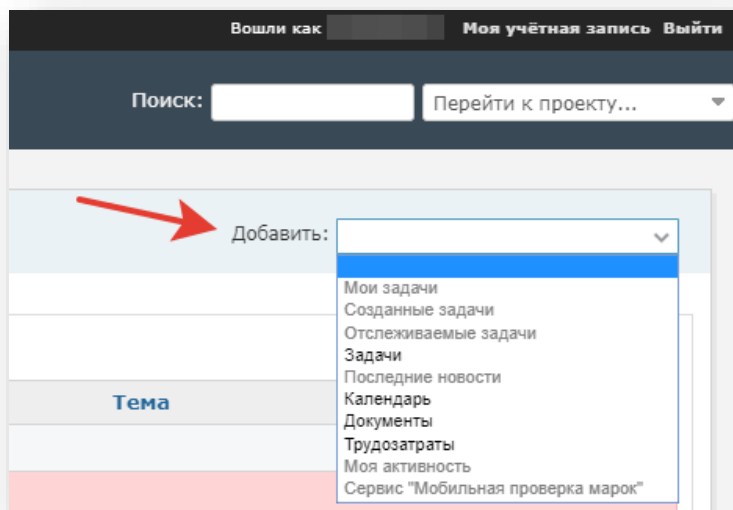 Вошли как Моя учётная запись Выйти
Поиск: Перейти к проекту...
Добавить:
Мои задачи
Созданные задачи
Отслеживаемые задачи
Задачи
Последние новости
Календарь
Тема
Документы
Трудозатраты
Моя активность
Сервис "Мобильная проверка марок"